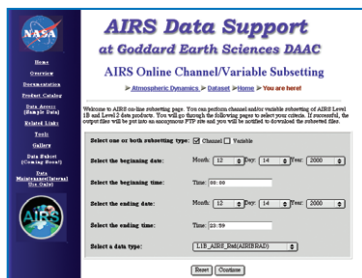 NASA
AIRS Data Support
at Goddard Earth Sciences DAAC
AIRS Online Channel/Variable Subsetting
> Atmospheric Dynamics > Dataset >Home > You are here!
Home
Overview
Documentation
Product Catalog
Data Access
(Sample Data)
Related Links
Tools
Gallery
Data Subset
(Coming Soon!)
Data
Maintenance(Internal
Use Only)
AIRS
Welcome to AIRS on-line subsetting page. You can perform channel and/or variable subsetting of AIRS Level
1B and Level 2 data products. You will go through the following pages to select your criteria. If successful, the
output files will be put into an anonymous FTP site and you will be notified to download the subsetted files.
Select one or both subsetting type: Channel Variable
Select the beginning date: Month: 12 Day: 14 Year: 2000
Select the beginning time: Time: 00:00
Select the ending date: Month: 12 Day: 14 Year: 2000
Select the ending time: Time: 23:59
Select a data type: L1B_AIRS_Rad(AIRIBRAD)
Reset Continue